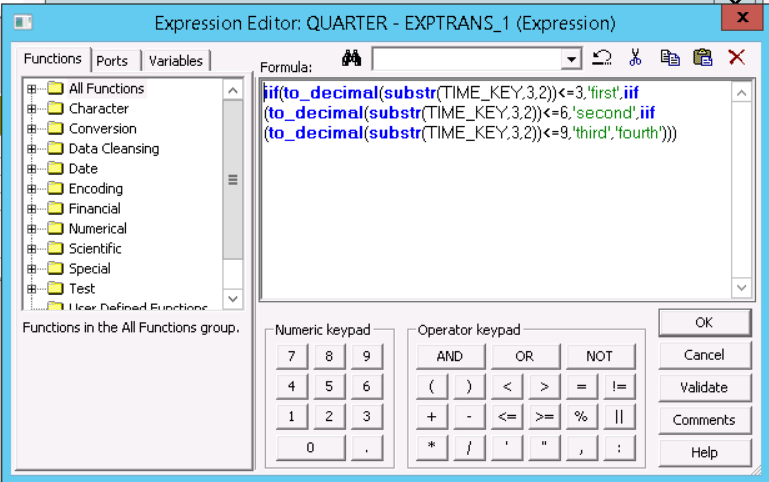 Expression Editor: QUARTER - EXPTRANS_1 (Expression)
x
Functions Ports Variables
Formula:
All Functions
Character
Conversion
Data Cleansing
Date
Encoding
Financial
Numerical
Scientific
Special
Test
User Defined Functions
iif(to_decimal(substr(TIME_KEY,3,2))<=3,'first',iif
(to_decimal(substr(TIME_KEY,3,2))<=6,'second',iif
(to_decimal(substr(TIME_KEY,3,2))<=9,'third','fourth')))
Functions in the All Functions group.
Numeric keypad
7 8 9
4 5 6
1 2 3
0 .
Operator keypad
AND OR NOT
( ) < > = !=
+ - <= >= % ||
* / ' " , :
OK
Cancel
Validate
Comments
Help